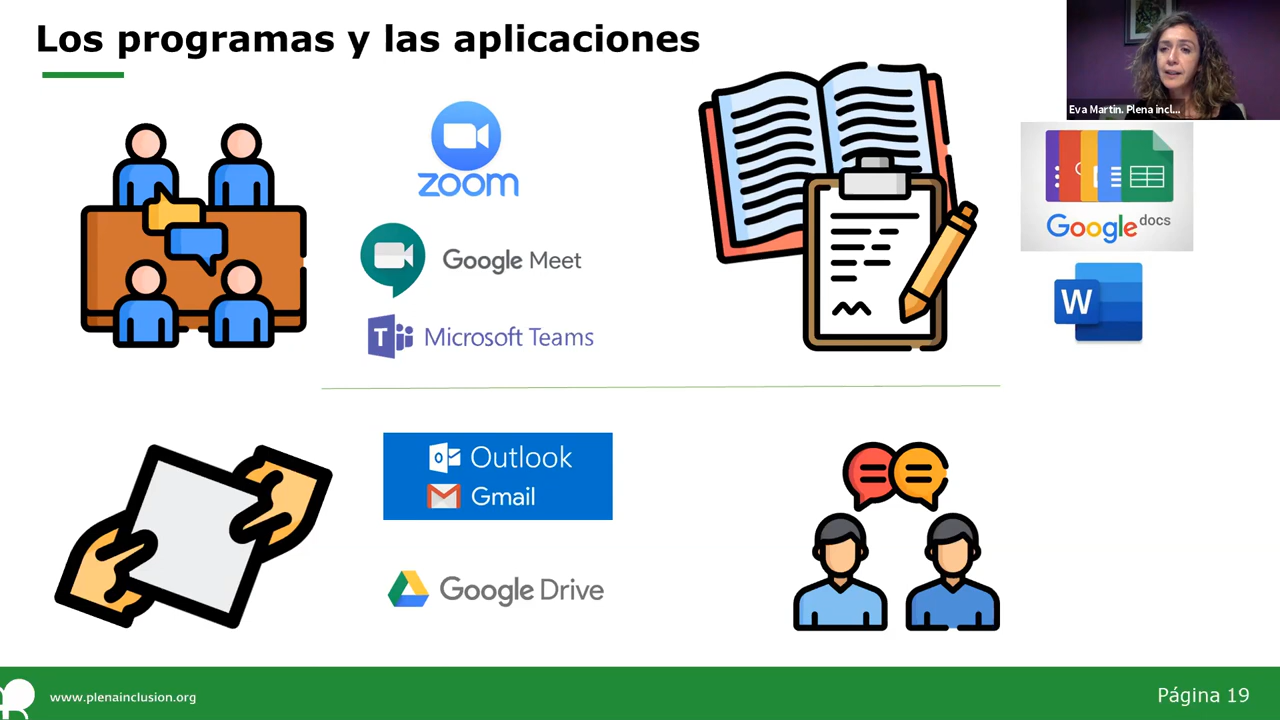 Los programas y las aplicaciones
Eva Martin. Plena incl...
zoom
Google Meet
T
Microsoft Teams
Google docs
W
Outlook
Gmail
Google Drive
www.plenainclusion.org
Página 19